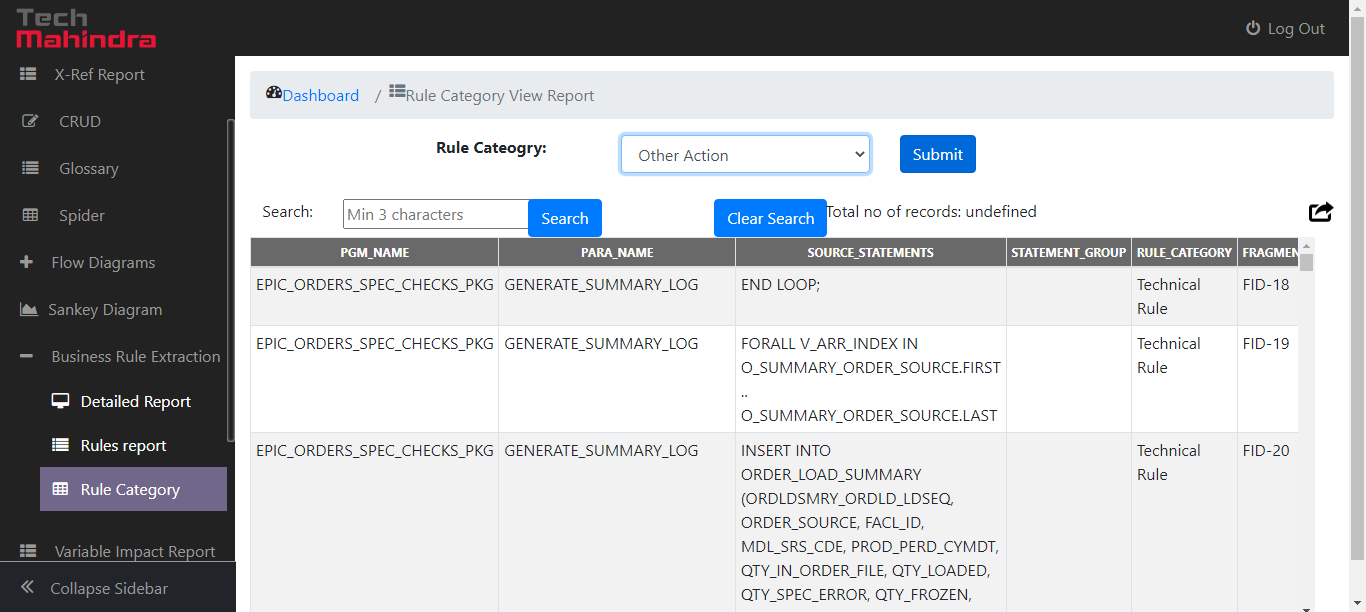 Tech
Mahindra
Log Out
X-Ref Report
CRUD
Glossary
Spider
Flow Diagrams
Sankey Diagram
Business Rule Extraction
Detailed Report
Rules report
Rule Category
Variable Impact Report
Collapse Sidebar
Dashboard / Rule Category View Report
Rule Cateogry: Other Action Submit
Search: Min 3 characters Search Clear Search Total no of records: undefined
PGM_NAME PARA_NAME SOURCE_STATEMENTS STATEMENT_GROUP RULE_CATEGORY FRAGMEN
EPIC_ORDERS_SPEC_CHECKS_PKG GENERATE_SUMMARY_LOG END LOOP; Technical FID-18
Rule
EPIC_ORDERS_SPEC_CHECKS_PKG GENERATE_SUMMARY_LOG FORALL V_ARR_INDEX IN Technical FID-19
O_SUMMARY_ORDER_SOURCE.FIRST Rule
..
O_SUMMARY_ORDER_SOURCE.LAST
EPIC_ORDERS_SPEC_CHECKS_PKG GENERATE_SUMMARY_LOG INSERT INTO Technical FID-20
ORDER_LOAD_SUMMARY Rule
(ORDLDSMRY_ORDLD_LDSEQ,
ORDER_SOURCE, FACL_ID,
MDL_SRS_CDE, PROD_PERD_CYMDT,
QTY_IN_ORDER_FILE, QTY_LOADED,
QTY_SPEC_ERROR, QTY_FROZEN,